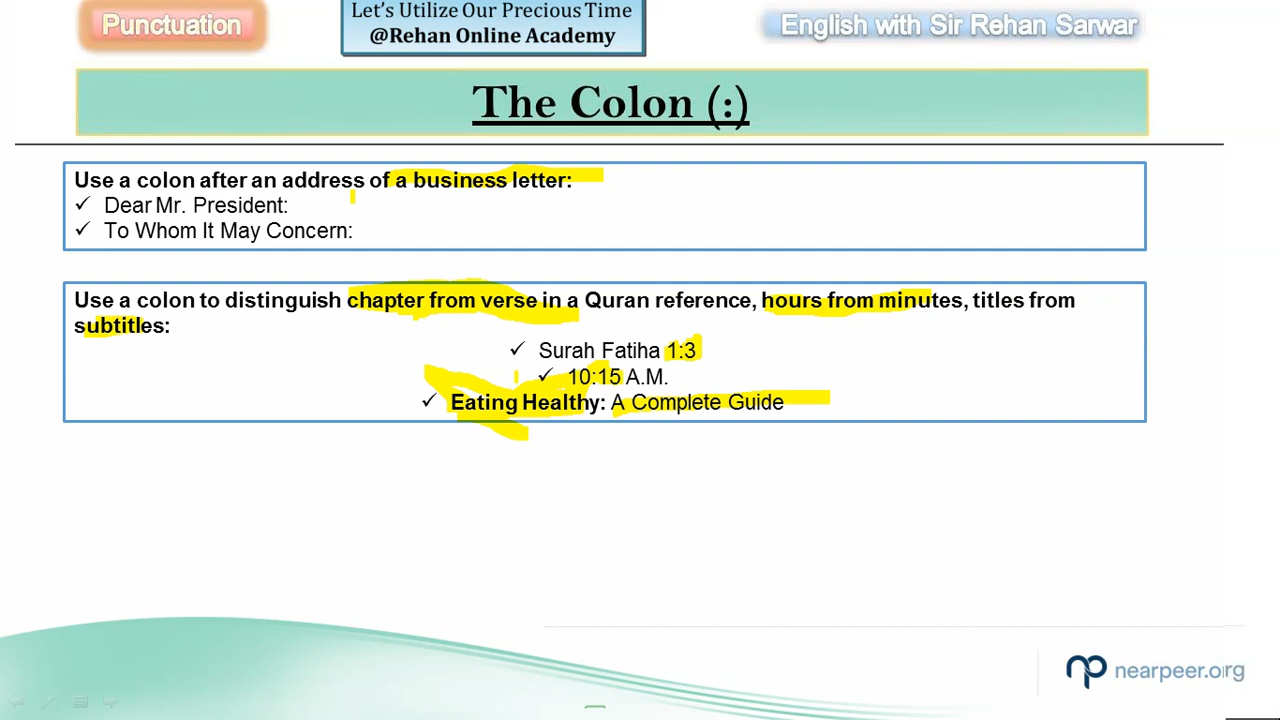 Punctuation
Let's Utilize Our Precious Time
@Rehan Online Academy
English with Sir Rehan Sarwar
The Colon (:)
Use a colon after an address of a business letter:
✓ Dear Mr. President:
✓ To Whom It May Concern:
Use a colon to distinguish chapter from verse in a Quran reference, hours from minutes, titles from
subtitles:
✓ Surah Fatiha 1:3
✓ 10:15 A.M.
✓ Eating Healthy: A Complete Guide
nearpeer.org